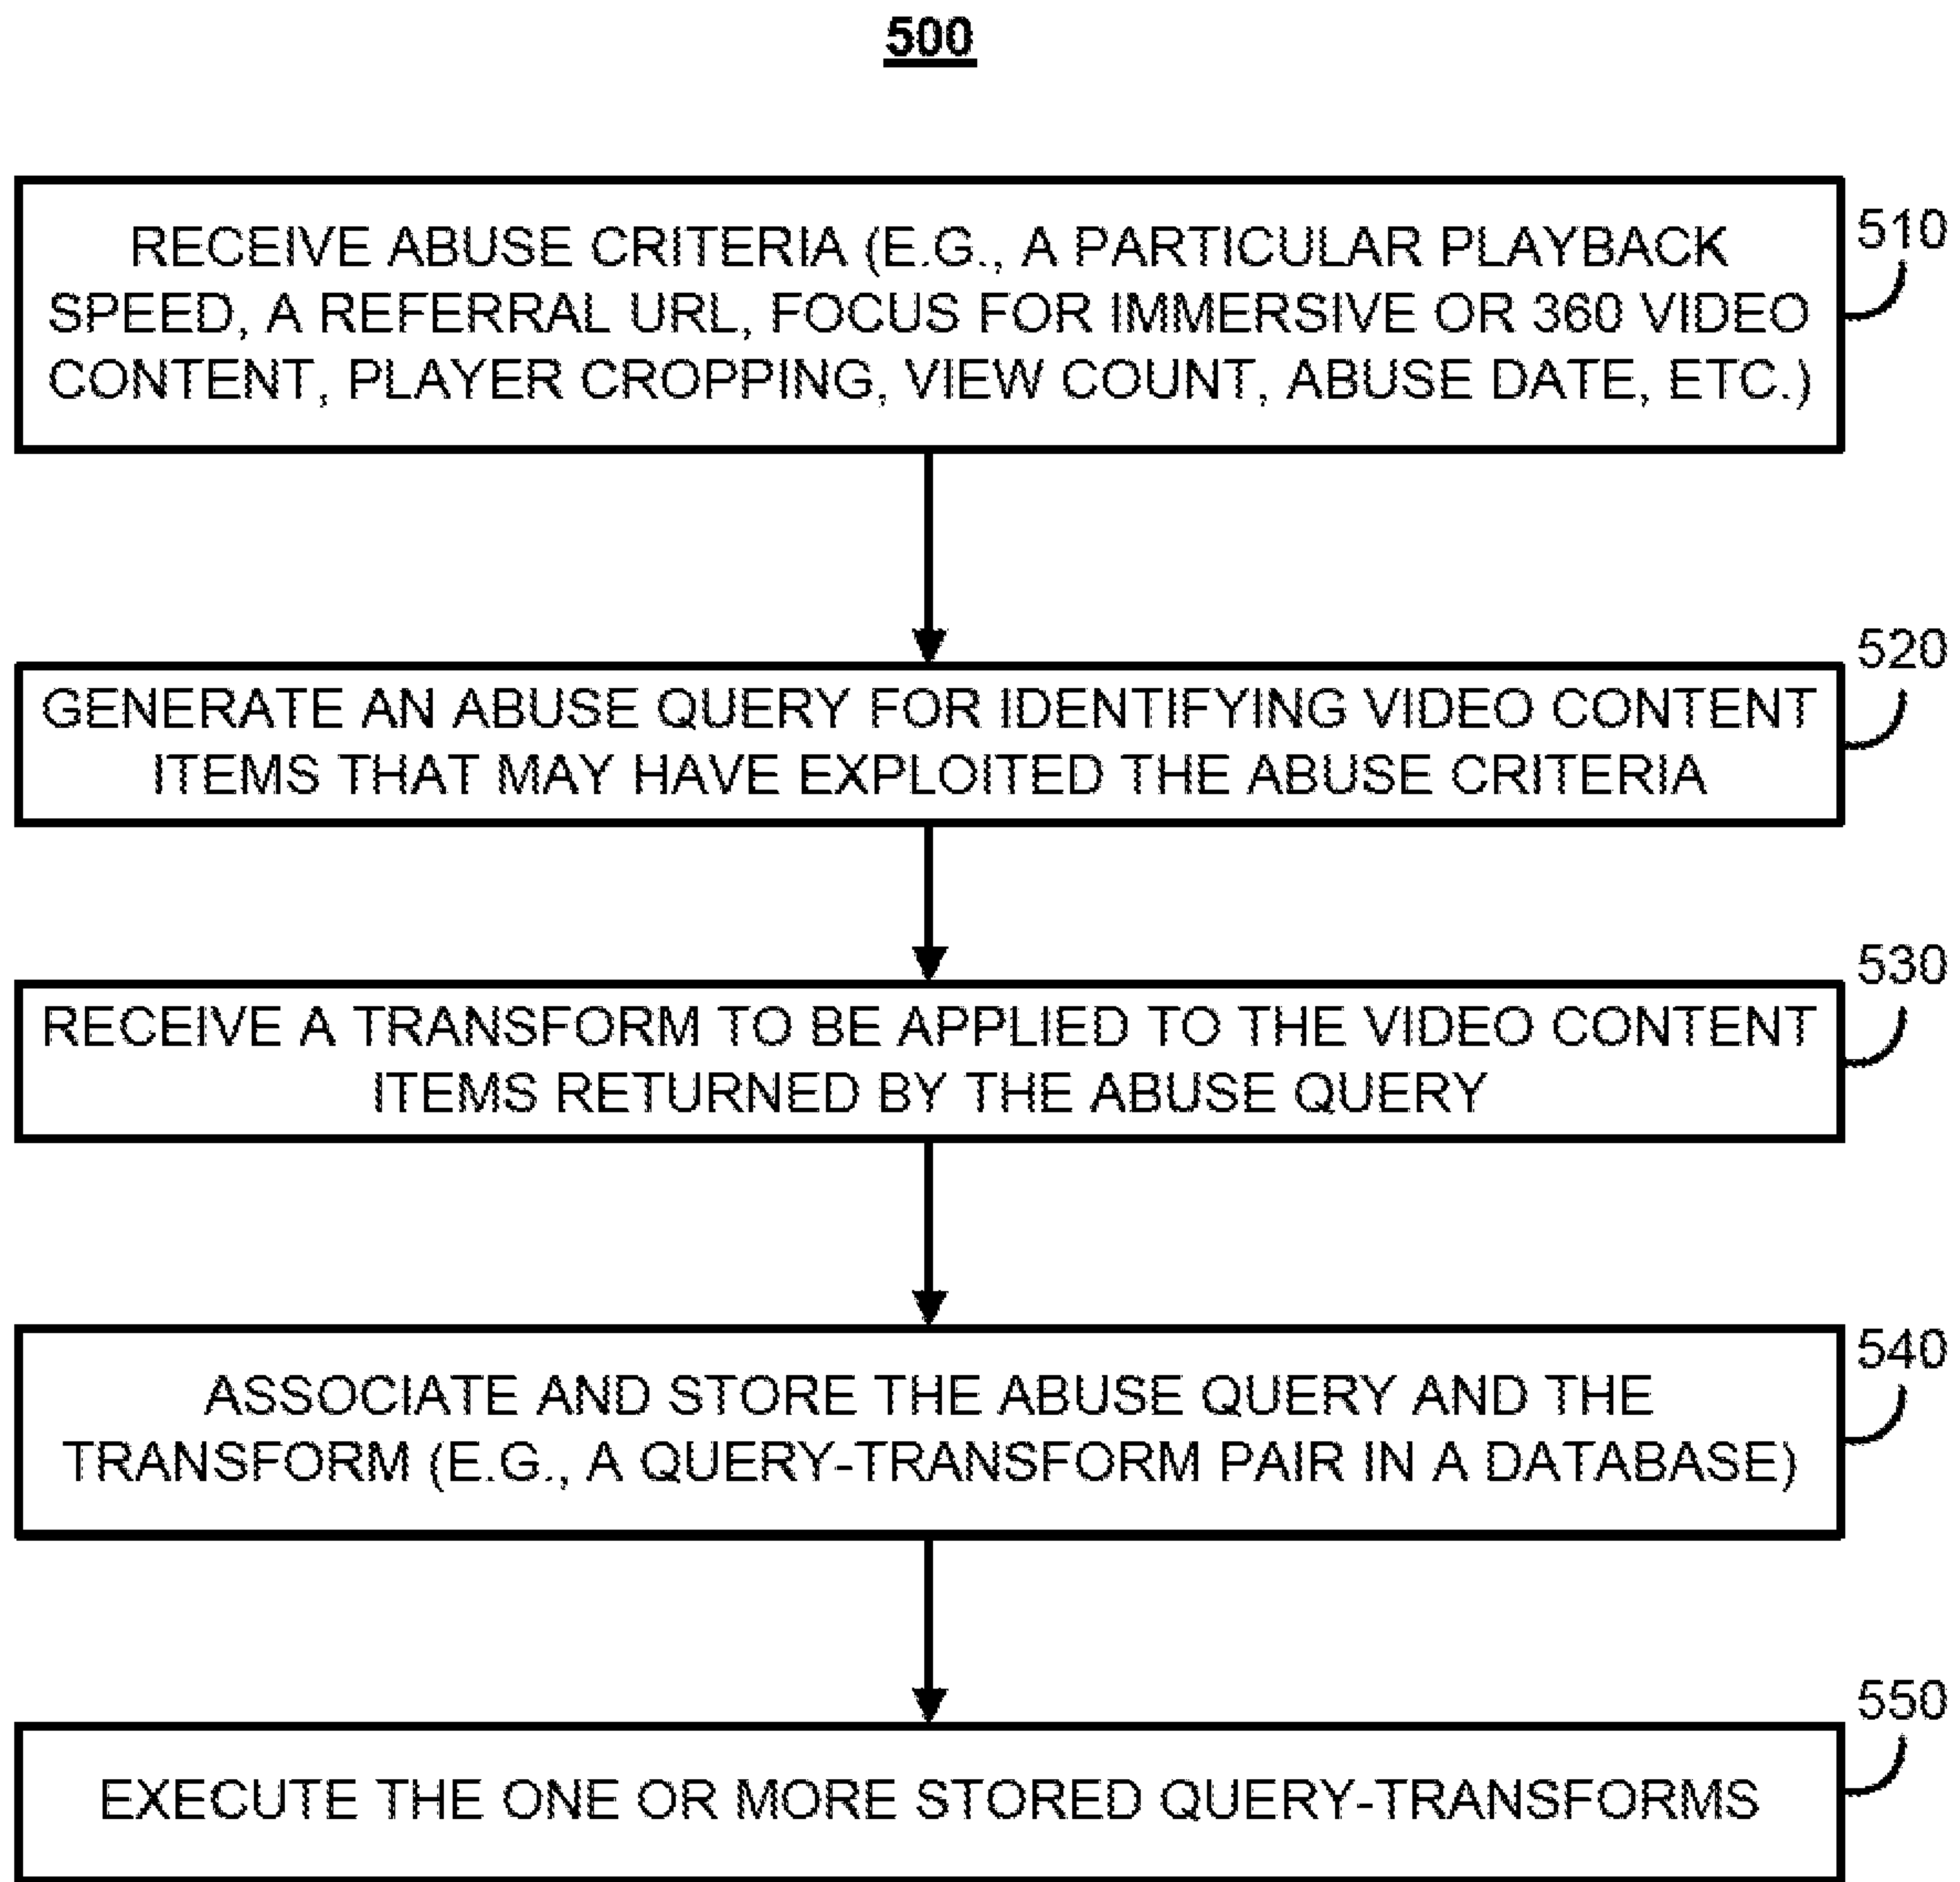 500
RECEIVE ABUSE CRITERIA (E.G., A PARTICULAR PLAYBACK
SPEED, A REFERRAL URL, FOCUS FOR IMMERSIVE OR 360 VIDEO
CONTENT, PLAYER CROPPING, VIEW COUNT, ABUSE DATE, ETC.)
510
GENERATE AN ABUSE QUERY FOR IDENTIFYING VIDEO CONTENT
ITEMS THAT MAY HAVE EXPLOITED THE ABUSE CRITERIA
520
RECEIVE A TRANSFORM TO BE APPLIED TO THE VIDEO CONTENT
ITEMS RETURNED BY THE ABUSE QUERY
530
ASSOCIATE AND STORE THE ABUSE QUERY AND THE
TRANSFORM (E.G., A QUERY-TRANSFORM PAIR IN A DATABASE)
540
EXECUTE THE ONE OR MORE STORED QUERY-TRANSFORMS
550